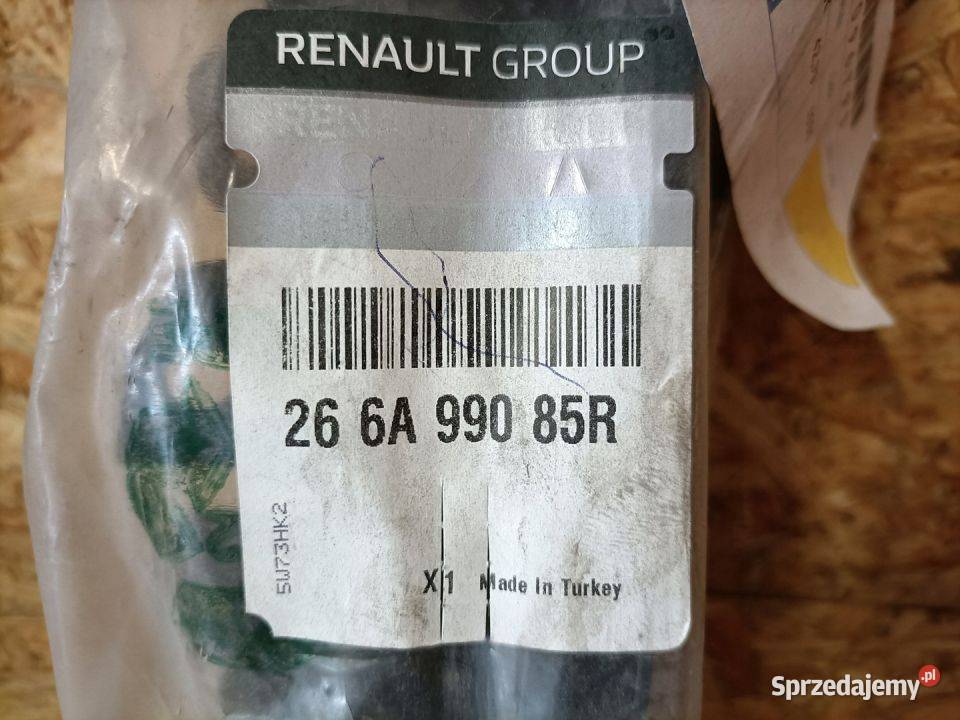 RENAULT GROUP
26 6A 990 85R
5W73HK2
X1 Made In Turkey
Sprzedajemy.pl